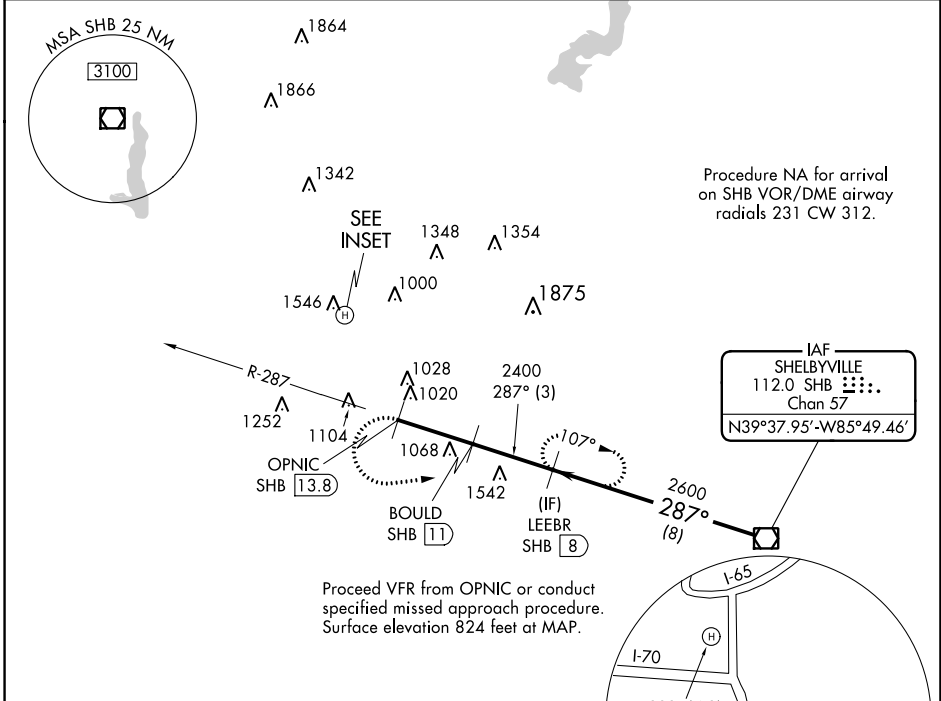 MSA SHB 25 NM
3100
1864
1866
1342
Procedure NA for arrival
on SHB VOR/DME airway
radials 231 CW 312.
SEE
INSET
1348
1354
1000
1546
H
1875
R-287
1028
1020
2400
287° (3)
1252
1104
IAF
SHELBYVILLE
112.0 SHB
Chan 57
N39°37.95'-W85°49.46'
OPNIC
SHB 13.8
1068
107°
1542
BOULD
SHB 11
(IF)
LEEBR
SHB 8
2600
287°
(8)
Proceed VFR from OPNIC or conduct
specified missed approach procedure.
Surface elevation 824 feet at MAP.
I-65
H
I-70